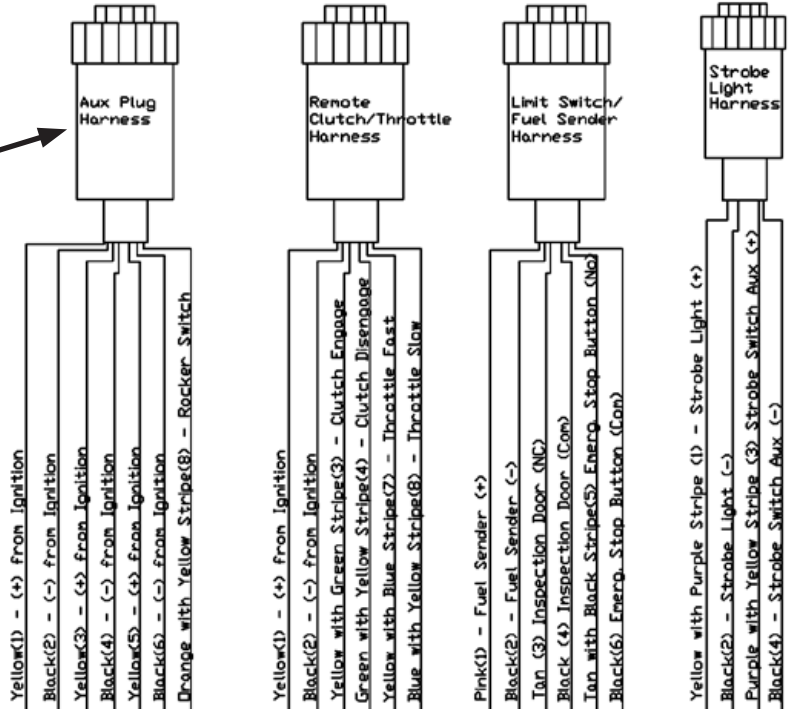 Aux Plug
Harness
Remote
Clutch/Throttle
Harness
Limit Switch/
Fuel Sender
Harness
Strobe
Light
Harness
Yellow(1) - (+) from Ignition
Black(2) - (-) from Ignition
Yellow(3) - (+) from Ignition
Black(4) - (-) from Ignition
Yellow(5) - (+) from Ignition
Black(6) - (-) from Ignition
Orange with Yellow Stripe(8) - Rocker Switch
Yellow(1) - (+) from Ignition
Black(2) - (-) from Ignition
Yellow with Green Stripe(3) - Clutch Engage
Green with Yellow Stripe(4) - Clutch Disengage
Yellow with Blue Stripe(7) - Throttle Fast
Blue with Yellow Stripe(8) - Throttle Slow
Pink(1) - Fuel Sender (+)
Black(2) - Fuel Sender (-)
Tan (3) Inspection Door (NC)
Black (4) Inspection Door (Com)
Tan with Black Stripe(5) Emerg. Stop Button (No)
Black(6) Emerg. Stop Button (Com)
Yellow with Purple Stripe (1) - Strobe Light (+)
Black(2) - Strobe Light (-)
Purple with Yellow Stripe (3) Strobe Switch Aux (+)
Black(4) - Strobe Switch Aux (-)